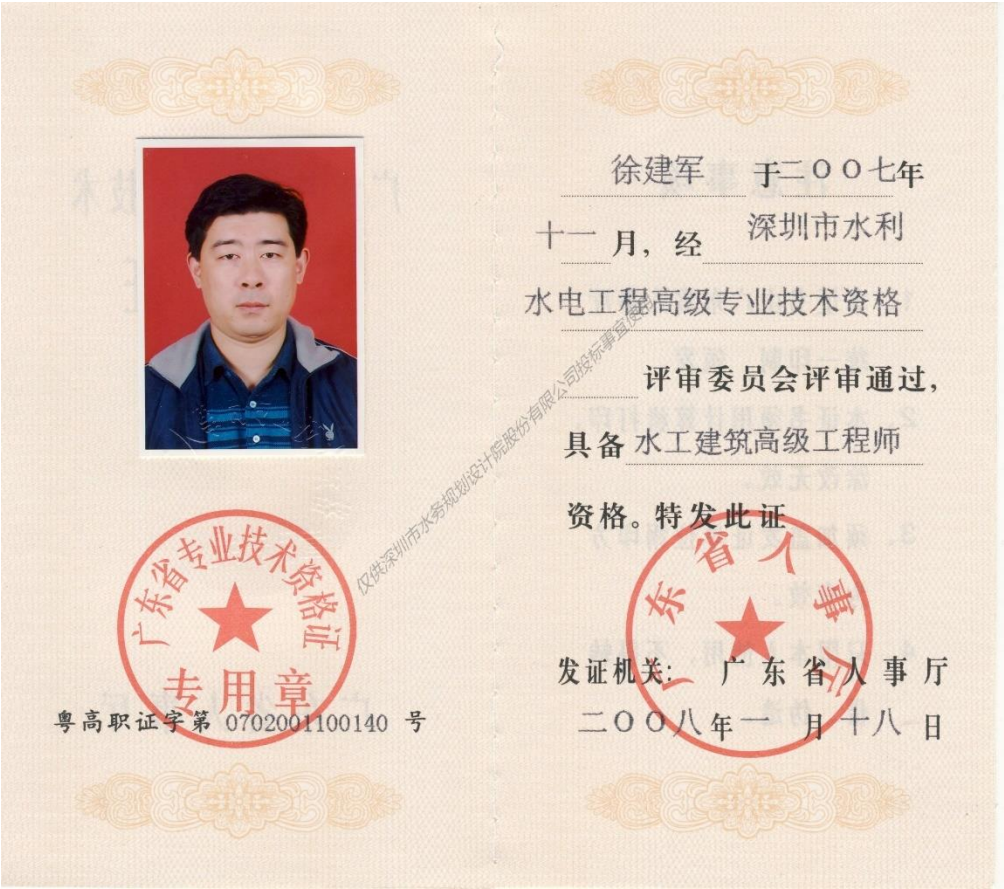 广东省专业技术资格证
专用章
粤高职证字第 0702001100140 号
仅供深圳市水务规划设计院股份有限公司投标事宜使用
徐建军 于二〇〇七年
十一月，经 深圳市水利
水电工程高级专业技术资格
评审委员会评审通过，
具备 水工建筑高级工程师
资格。特发此证
广东省人事厅
发证机关：广东省人事厅
二〇〇八年 一 月 十八 日